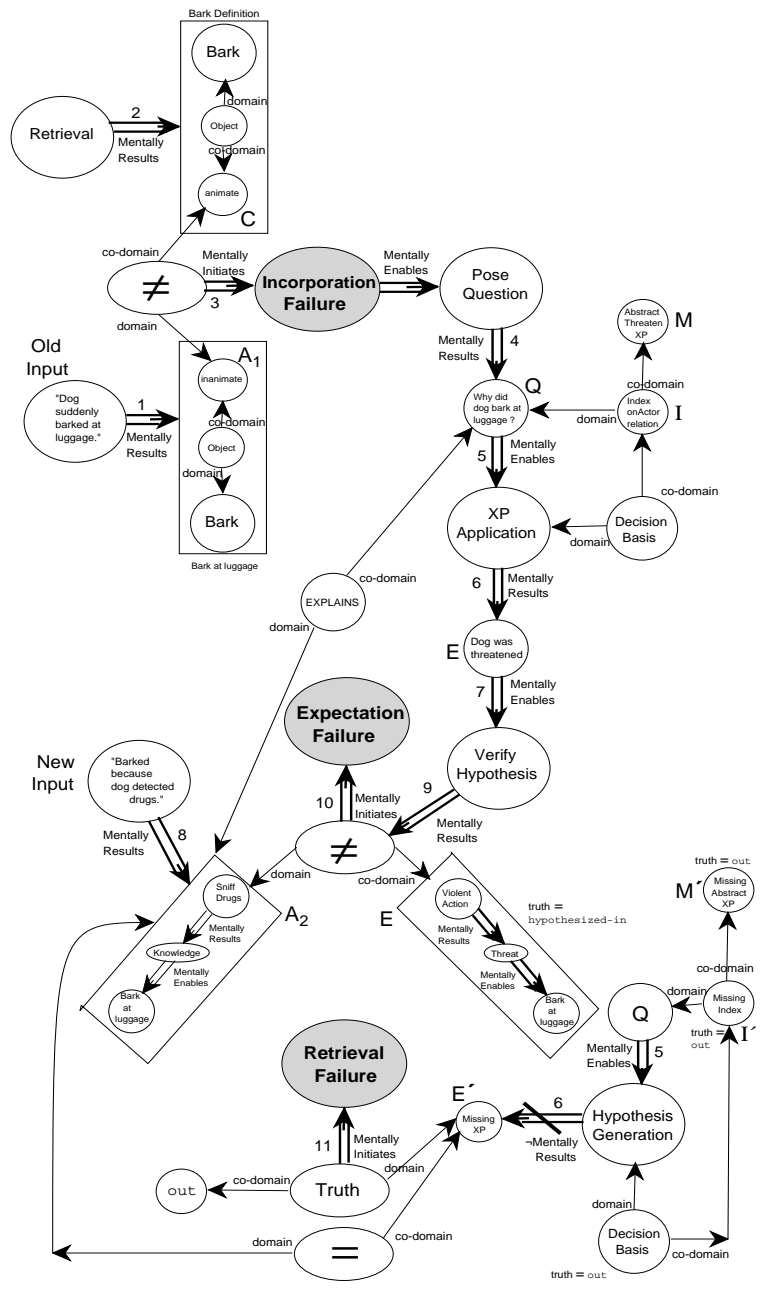 Bark Definition
Bark
domain
2
Object
Retrieval
Mentally
Results
co-domain
animate
C
co-domain
Mentally
Initiates
Mentally
Enables
≠
3
Incorporation
Failure
Pose
Question
domain
Old
Input
A1
inanimate
Mentally
Results
4
Abstract
Threaten
XP
M
"Dog
suddenly
barked at
luggage."
1
Mentally
Results
co-domain
Object
domain
Bark
Bark at luggage
Q
Why did
dog bark at
luggage ?
co-domain
Index
onActor
relation
I
domain
5
Mentally
Enables
co-domain
XP
Application
domain
Decision
Basis
6
Mentally
Results
EXPLAINS
co-domain
domain
E
Dog was
threatened
7
Mentally
Enables
Expectation
Failure
New
Input
"Barked
because
dog detected
drugs."
Verify
Hypothesis
8
Mentally
Results
10
Mentally
Initiates
9
Mentally
Results
≠
domain
co-domain
Sniff
Drugs
A2
Mentally
Results
Knowledge
Mentally
Enables
Bark
at
luggage
E
Violent
Action
truth =
hypothesized-in
Mentally
Results
Threat
Mentally
Enables
Bark
at
luggage
truth = out
M´
Missing
Abstract
XP
co-domain
domain
Missing
Index
truth =
out
I´
Q
Mentally
Enables
5
Retrieval
Failure
E´
Missing
XP
6
¬Mentally
Results
Hypothesis
Generation
11
Mentally
Initiates
out
co-domain
Truth
domain
domain
=
co-domain
domain
Decision
Basis
co-domain
truth = out